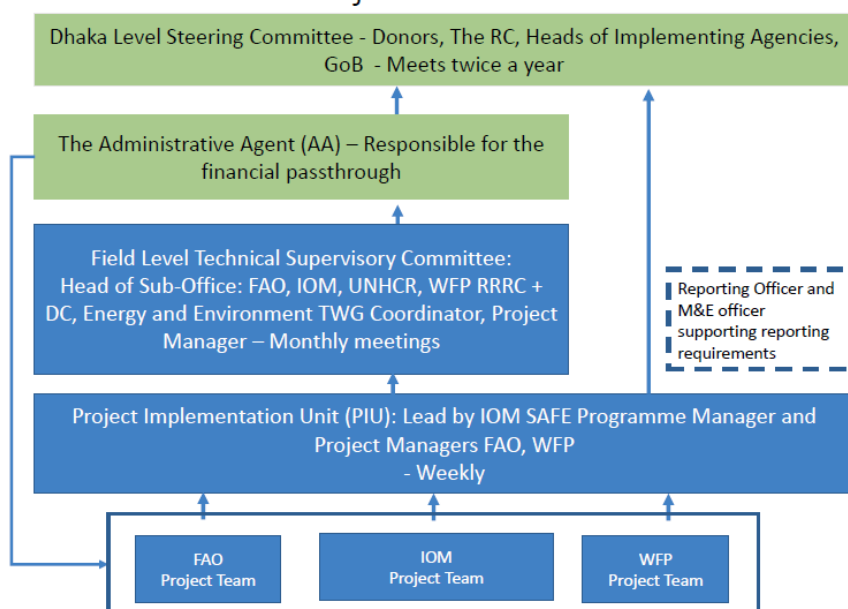 Dhaka Level Steering Committee - Donors, The RC, Heads of Implementing Agencies,
GoB - Meets twice a year
The Administrative Agent (AA) – Responsible for the
financial passthrough
Field Level Technical Supervisory Committee:
Head of Sub-Office: FAO, IOM, UNHCR, WFP RRRC +
DC, Energy and Environment TWG Coordinator, Project
Manager – Monthly meetings
Reporting Officer and
M&E officer
supporting reporting
requirements
Project Implementation Unit (PIU): Lead by IOM SAFE Programme Manager and
Project Managers FAO, WFP
- Weekly
FAO
Project Team
IOM
Project Team
WFP
Project Team